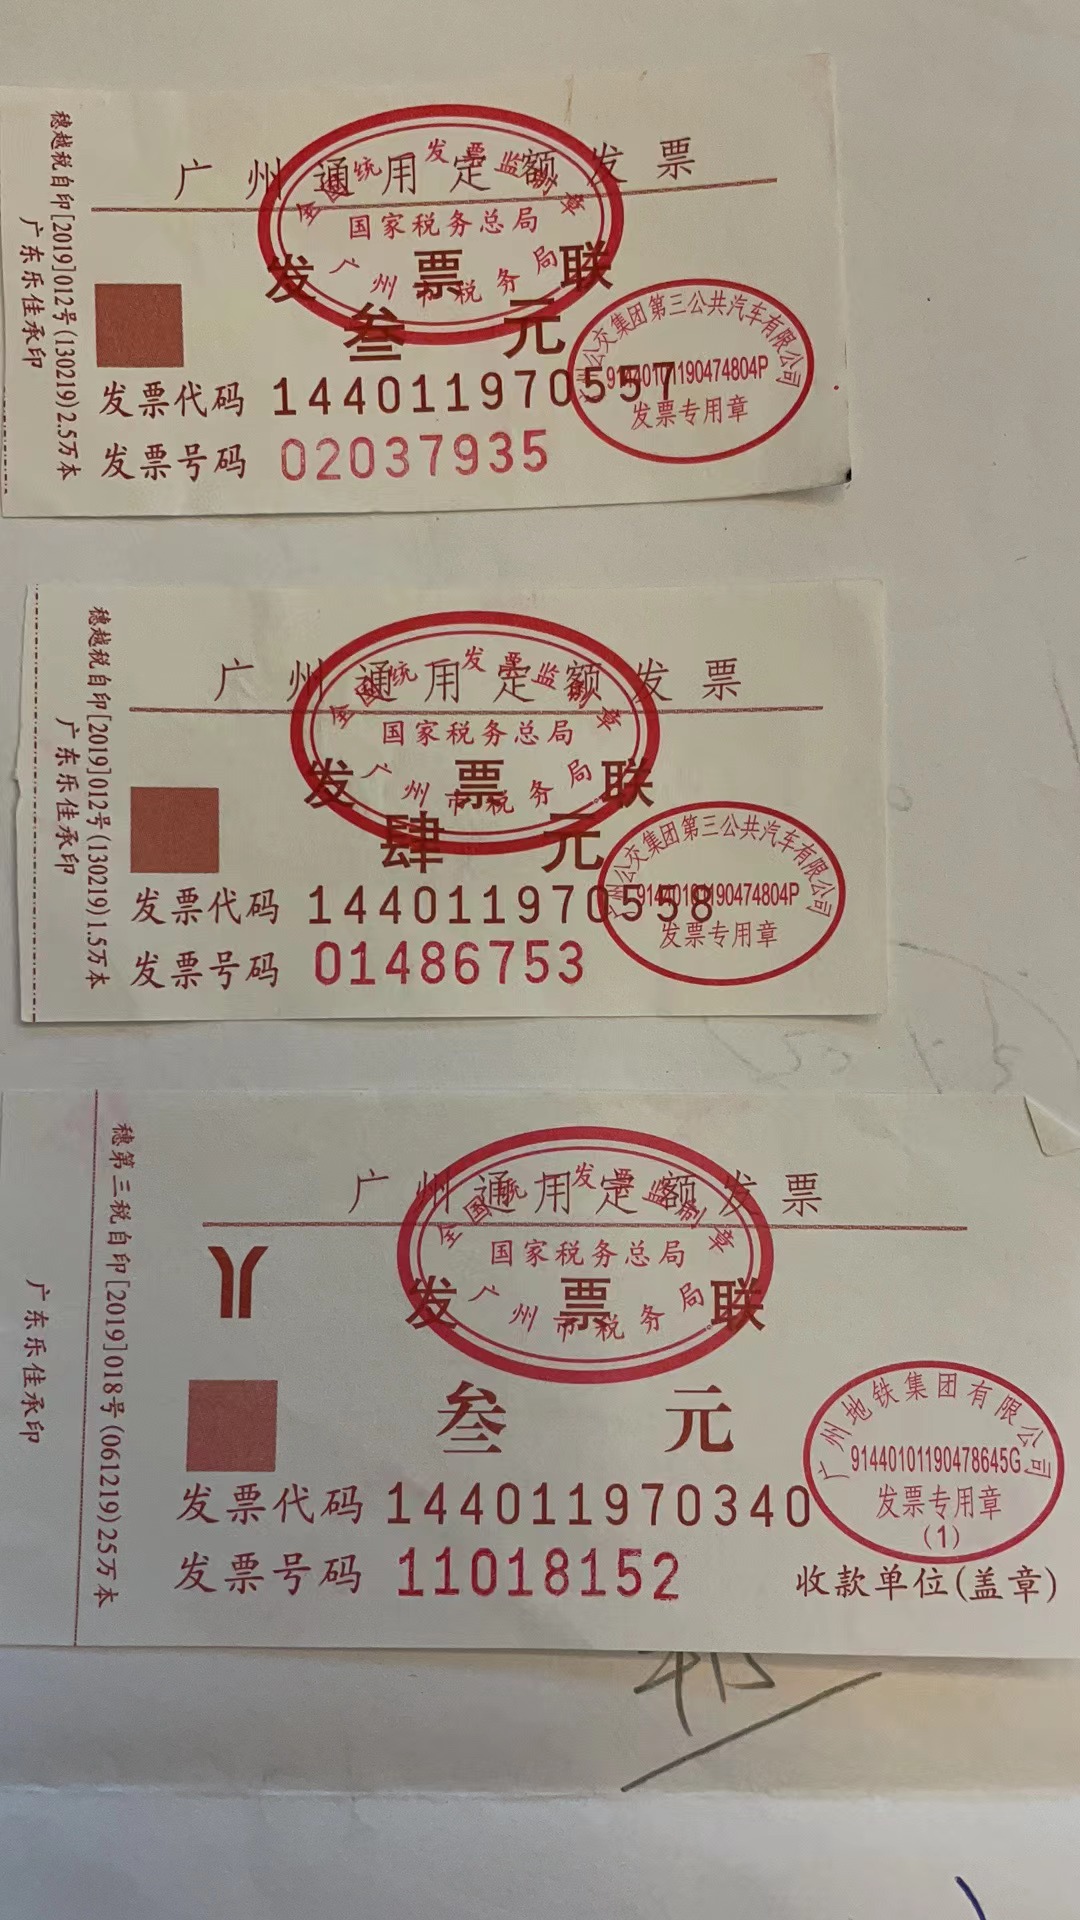 广州通用定额发票
全国统一发票监制章
国家税务总局
广州市税务局
发票联
叁元
发票代码 144011970557
发票号码 02037935
广州公交集团第三公共汽车有限公司
91440101190474804P
发票专用章
穗越税自印[2019]012号(130219)2.5万本
广东乐佳承印
广州通用定额发票
全国统一发票监制章
国家税务总局
广州市税务局
发票联
肆元
发票代码 144011970558
发票号码 01486753
广州公交集团第三公共汽车有限公司
91440101190474804P
发票专用章
穗越税自印[2019]012号(130219)1.5万本
广东乐佳承印
广州通用定额发票
全国统一发票监制章
国家税务总局
广州市税务局
发票联
叁元
发票代码 144011970340
发票号码 11018152
广州地铁集团有限公司
91440101190478645G
发票专用章
(1)
收款单位(盖章)
穗第三税自印[2019]018号(061219)25万本
广东乐佳承印